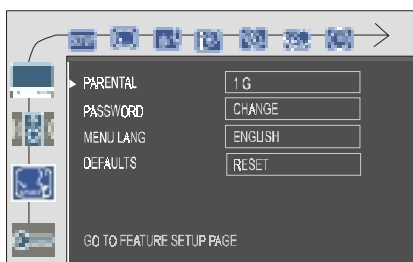 PARENTAL 1 G
PASSWORD CHANGE
MENU LANG ENGLISH
DEFAULTS RESET
GO TO FEATURE SETUP PAGE